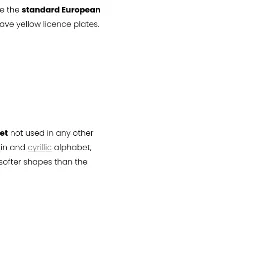 e the standard European
ave yellow licence plates.
et not used in any other
in and cyrillic alphabet,
softer shapes than the